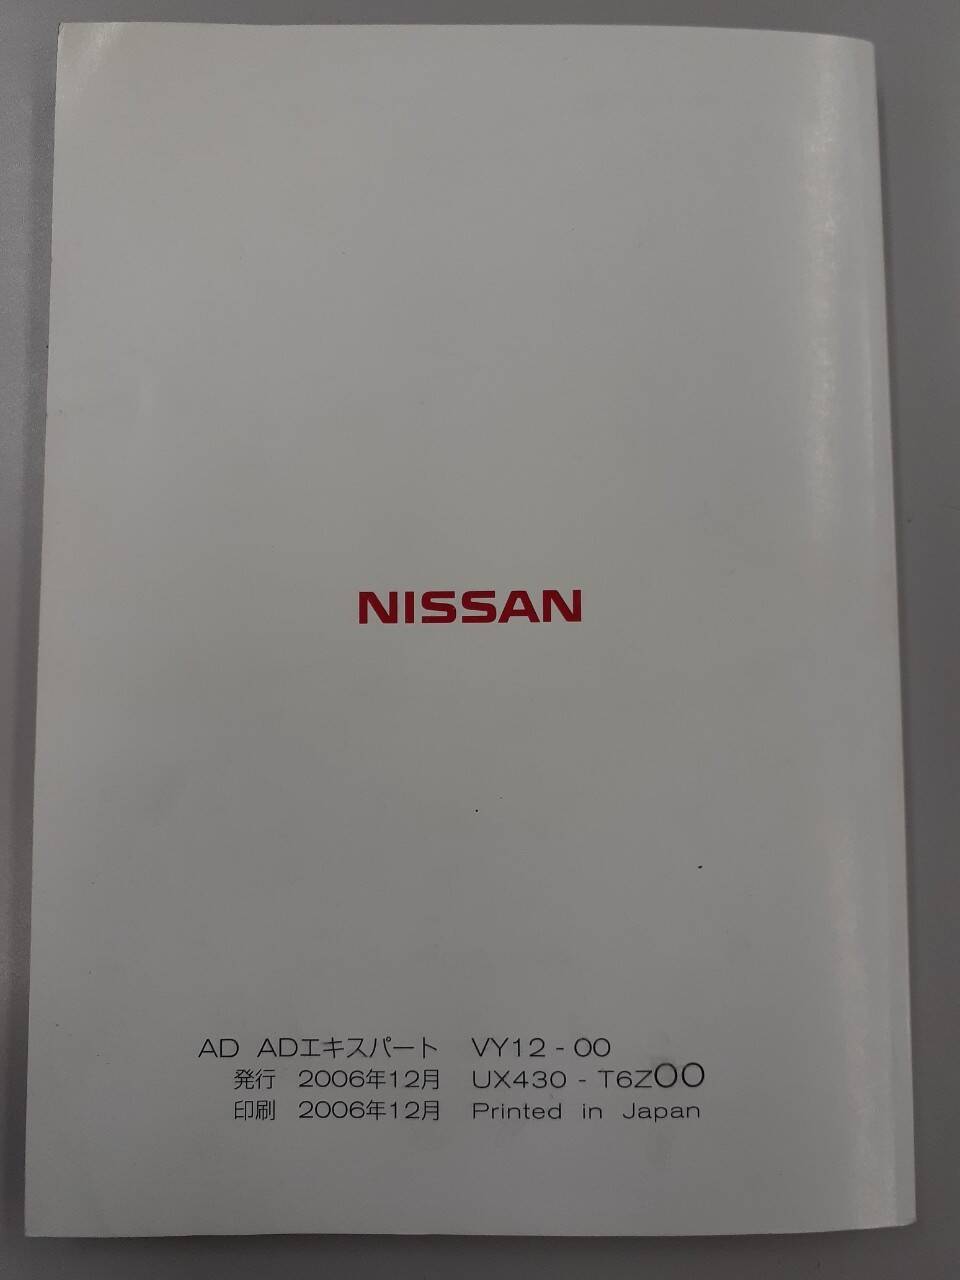 NISSAN
AD ADエキスパート VY12-00
発行 2006年12月 UX430-T6Z00
印刷 2006年12月 Printed in Japan